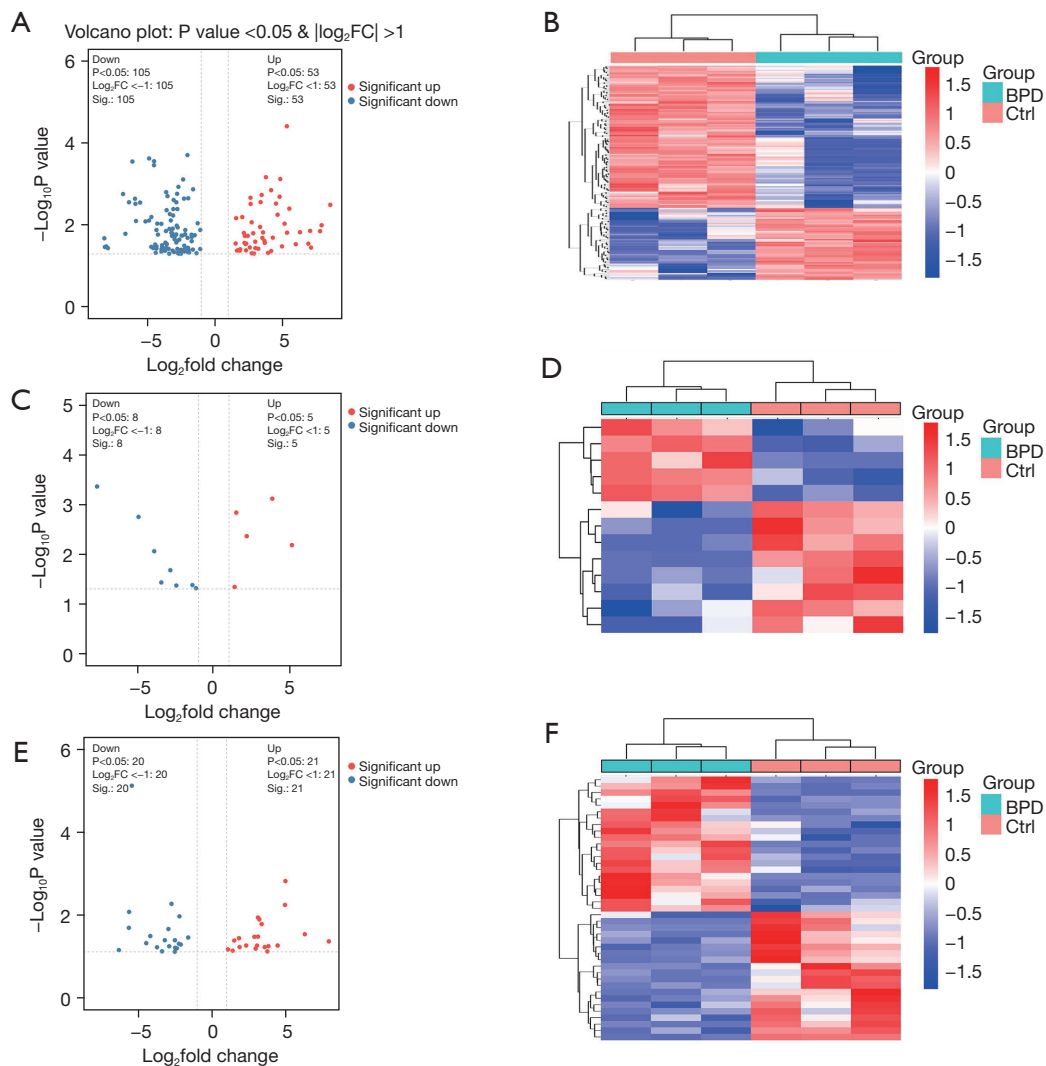 A
Volcano plot: P value <0.05 & |log₂FC| >1
6
4
2
0
−Log₁₀P value
Down
P<0.05: 105
Log₂FC <−1: 105
Sig.: 105
Up
P<0.05: 53
Log₂FC <1: 53
Sig.: 53
Significant up
Significant down
−5
0
5
Log₂fold change
B
Group
1.5
1
0.5
0
−0.5
−1
−1.5
Group
BPD
Ctrl
C
5
4
3
2
1
0
−Log₁₀P value
Down
P<0.05: 8
Log₂FC <−1: 8
Sig.: 8
Up
P<0.05: 5
Log₂FC <1: 5
Sig.: 5
Significant up
Significant down
−5
0
5
Log₂fold change
D
Group
1.5
1
0.5
0
−0.5
−1
−1.5
Group
BPD
Ctrl
E
6
4
2
0
−Log₁₀P value
Down
P<0.05: 20
Log₂FC <−1: 20
Sig.: 20
Up
P<0.05: 21
Log₂FC <1: 21
Sig.: 21
Significant up
Significant down
−5
0
5
Log₂fold change
F
Group
1.5
1
0.5
0
−0.5
−1
−1.5
Group
BPD
Ctrl